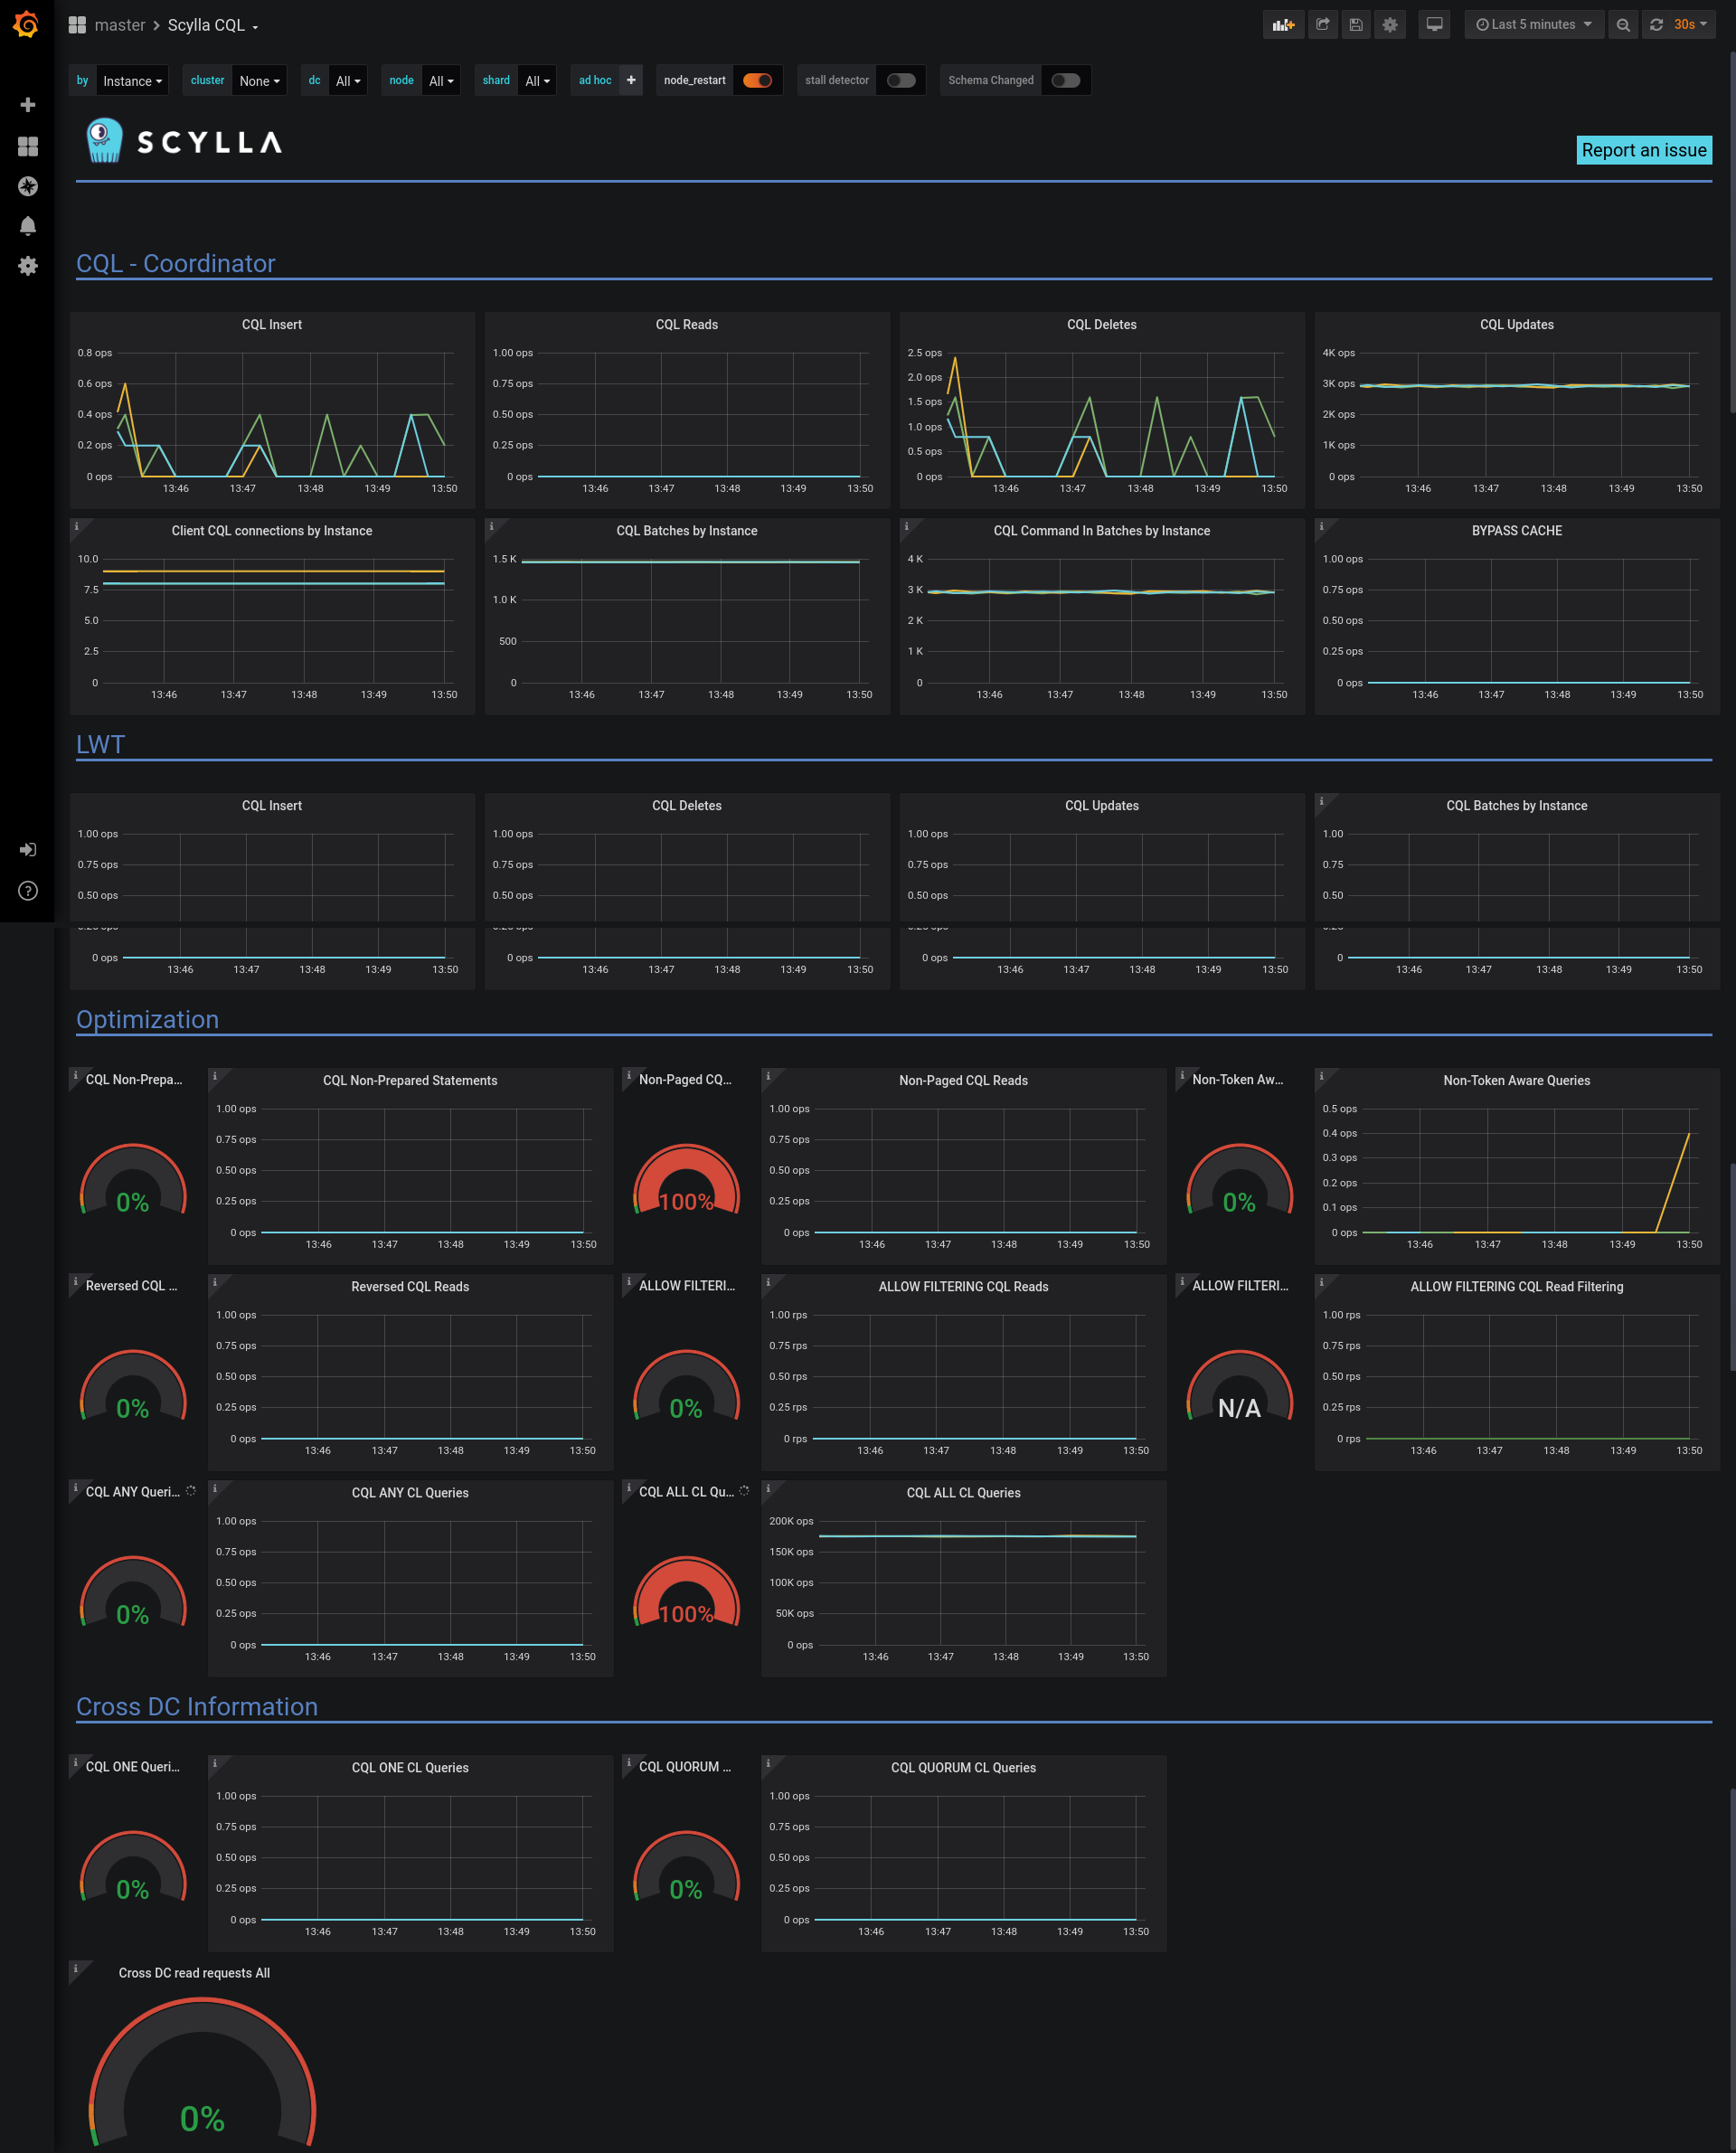 master > Scylla CQL
Last 5 minutes 30s
by Instance cluster None dc All node All shard All ad hoc + node_restart stall detector Schema Changed
SCYLLA
Report an issue
CQL - Coordinator
CQL Insert
0.8 ops
0.6 ops
0.4 ops
0.2 ops
0 ops
13:46 13:47 13:48 13:49 13:50
CQL Reads
1.00 ops
0.75 ops
0.50 ops
0.25 ops
0 ops
13:46 13:47 13:48 13:49 13:50
CQL Deletes
2.5 ops
2.0 ops
1.5 ops
1.0 ops
0.5 ops
0 ops
13:46 13:47 13:48 13:49 13:50
CQL Updates
4K ops
3K ops
2K ops
1K ops
0 ops
13:46 13:47 13:48 13:49 13:50
Client CQL connections by Instance
10.0
7.5
5.0
2.5
0
13:46 13:47 13:48 13:49 13:50
CQL Batches by Instance
1.5 K
1.0 K
500
0
13:46 13:47 13:48 13:49 13:50
CQL Command In Batches by Instance
4 K
3 K
2 K
1 K
0
13:46 13:47 13:48 13:49 13:50
BYPASS CACHE
1.00 ops
0.75 ops
0.50 ops
0.25 ops
0 ops
13:46 13:47 13:48 13:49 13:50
LWT
CQL Insert
1.00 ops
0.75 ops
0.50 ops
0 ops
13:46 13:47 13:48 13:49 13:50
CQL Deletes
1.00 ops
0.75 ops
0.50 ops
0 ops
13:46 13:47 13:48 13:49 13:50
CQL Updates
1.00 ops
0.75 ops
0.50 ops
0 ops
13:46 13:47 13:48 13:49 13:50
CQL Batches by Instance
1.00
0.75
0.50
0
13:46 13:47 13:48 13:49 13:50
Optimization
CQL Non-Prepa...
0%
CQL Non-Prepared Statements
1.00 ops
0.75 ops
0.50 ops
0.25 ops
0 ops
13:46 13:47 13:48 13:49 13:50
Non-Paged CQ...
100%
Non-Paged CQL Reads
1.00 ops
0.75 ops
0.50 ops
0.25 ops
0 ops
13:46 13:47 13:48 13:49 13:50
Non-Token Aw...
0%
Non-Token Aware Queries
0.5 ops
0.4 ops
0.3 ops
0.2 ops
0.1 ops
0 ops
13:46 13:47 13:48 13:49 13:50
Reversed CQL ...
0%
Reversed CQL Reads
1.00 ops
0.75 ops
0.50 ops
0.25 ops
0 ops
13:46 13:47 13:48 13:49 13:50
ALLOW FILTERI...
0%
ALLOW FILTERING CQL Reads
1.00 rps
0.75 rps
0.50 rps
0.25 rps
0 rps
13:46 13:47 13:48 13:49 13:50
ALLOW FILTERI...
N/A
ALLOW FILTERING CQL Read Filtering
1.00 rps
0.75 rps
0.50 rps
0.25 rps
0 rps
13:46 13:47 13:48 13:49 13:50
CQL ANY Queri...
0%
CQL ANY CL Queries
1.00 ops
0.75 ops
0.50 ops
0.25 ops
0 ops
13:46 13:47 13:48 13:49 13:50
CQL ALL CL Qu...
100%
CQL ALL CL Queries
200K ops
150K ops
100K ops
50K ops
0 ops
13:46 13:47 13:48 13:49 13:50
Cross DC Information
CQL ONE Queri...
0%
CQL ONE CL Queries
1.00 ops
0.75 ops
0.50 ops
0.25 ops
0 ops
13:46 13:47 13:48 13:49 13:50
CQL QUORUM ...
0%
CQL QUORUM CL Queries
1.00 ops
0.75 ops
0.50 ops
0.25 ops
0 ops
13:46 13:47 13:48 13:49 13:50
Cross DC read requests All
0%